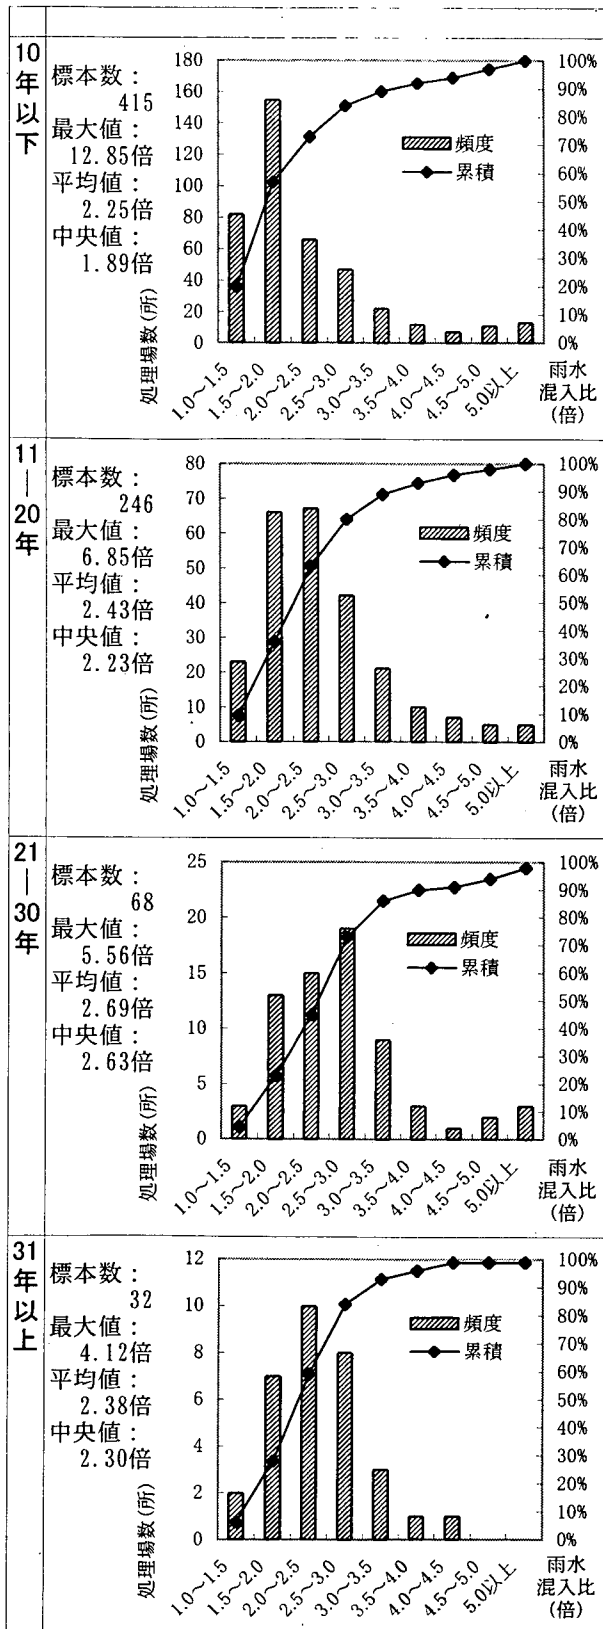 10年以下
標本数：
415
最大値：
12.85倍
平均値：
2.25倍
中央値：
1.89倍
処理場数(所)
180
160
140
120
100
80
60
40
20
0
頻度
累積
100%
90%
80%
70%
60%
50%
40%
30%
20%
10%
0%
1.0～1.5
1.5～2.0
2.0～2.5
2.5～3.0
3.0～3.5
3.5～4.0
4.0～4.5
4.5～5.0
5.0以上
雨水
混入比
(倍)
11―20年
標本数：
246
最大値：
6.85倍
平均値：
2.43倍
中央値：
2.23倍
処理場数(所)
80
70
60
50
40
30
20
10
0
頻度
累積
100%
90%
80%
70%
60%
50%
40%
30%
20%
10%
0%
1.0～1.5
1.5～2.0
2.0～2.5
2.5～3.0
3.0～3.5
3.5～4.0
4.0～4.5
4.5～5.0
5.0以上
雨水
混入比
(倍)
21―30年
標本数：
68
最大値：
5.56倍
平均値：
2.69倍
中央値：
2.63倍
処理場数(所)
25
20
15
10
5
0
頻度
累積
100%
90%
80%
70%
60%
50%
40%
30%
20%
10%
0%
1.0～1.5
1.5～2.0
2.0～2.5
2.5～3.0
3.0～3.5
3.5～4.0
4.0～4.5
4.5～5.0
5.0以上
雨水
混入比
(倍)
31年以上
標本数：
32
最大値：
4.12倍
平均値：
2.38倍
中央値：
2.30倍
処理場数(所)
12
10
8
6
4
2
0
頻度
累積
100%
90%
80%
70%
60%
50%
40%
30%
20%
10%
0%
1.0～1.5
1.5～2.0
2.0～2.5
2.5～3.0
3.0～3.5
3.5～4.0
4.0～4.5
4.5～5.0
5.0以上
雨水
混入比
(倍)